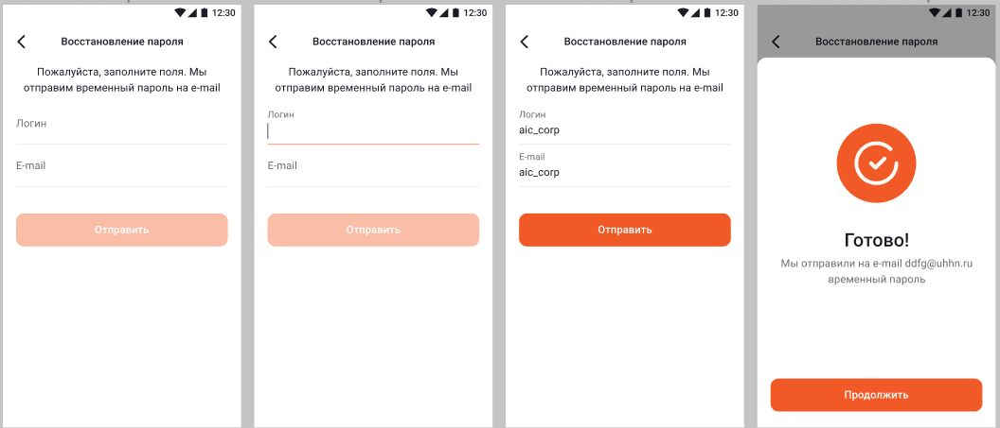 12:30
Восстановление пароля
Пожалуйста, заполните поля. Мы
отправим временный пароль на e-mail
Логин
E-mail
Отправить
12:30
Восстановление пароля
Пожалуйста, заполните поля. Мы
отправим временный пароль на e-mail
Логин
E-mail
Отправить
12:30
Восстановление пароля
Пожалуйста, заполните поля. Мы
отправим временный пароль на e-mail
Логин
aic_corp
E-mail
aic_corp
Отправить
12:30
Восстановление пароля
Готово!
Мы отправили на e-mail ddfg@uhhn.ru
временный пароль
Продолжить